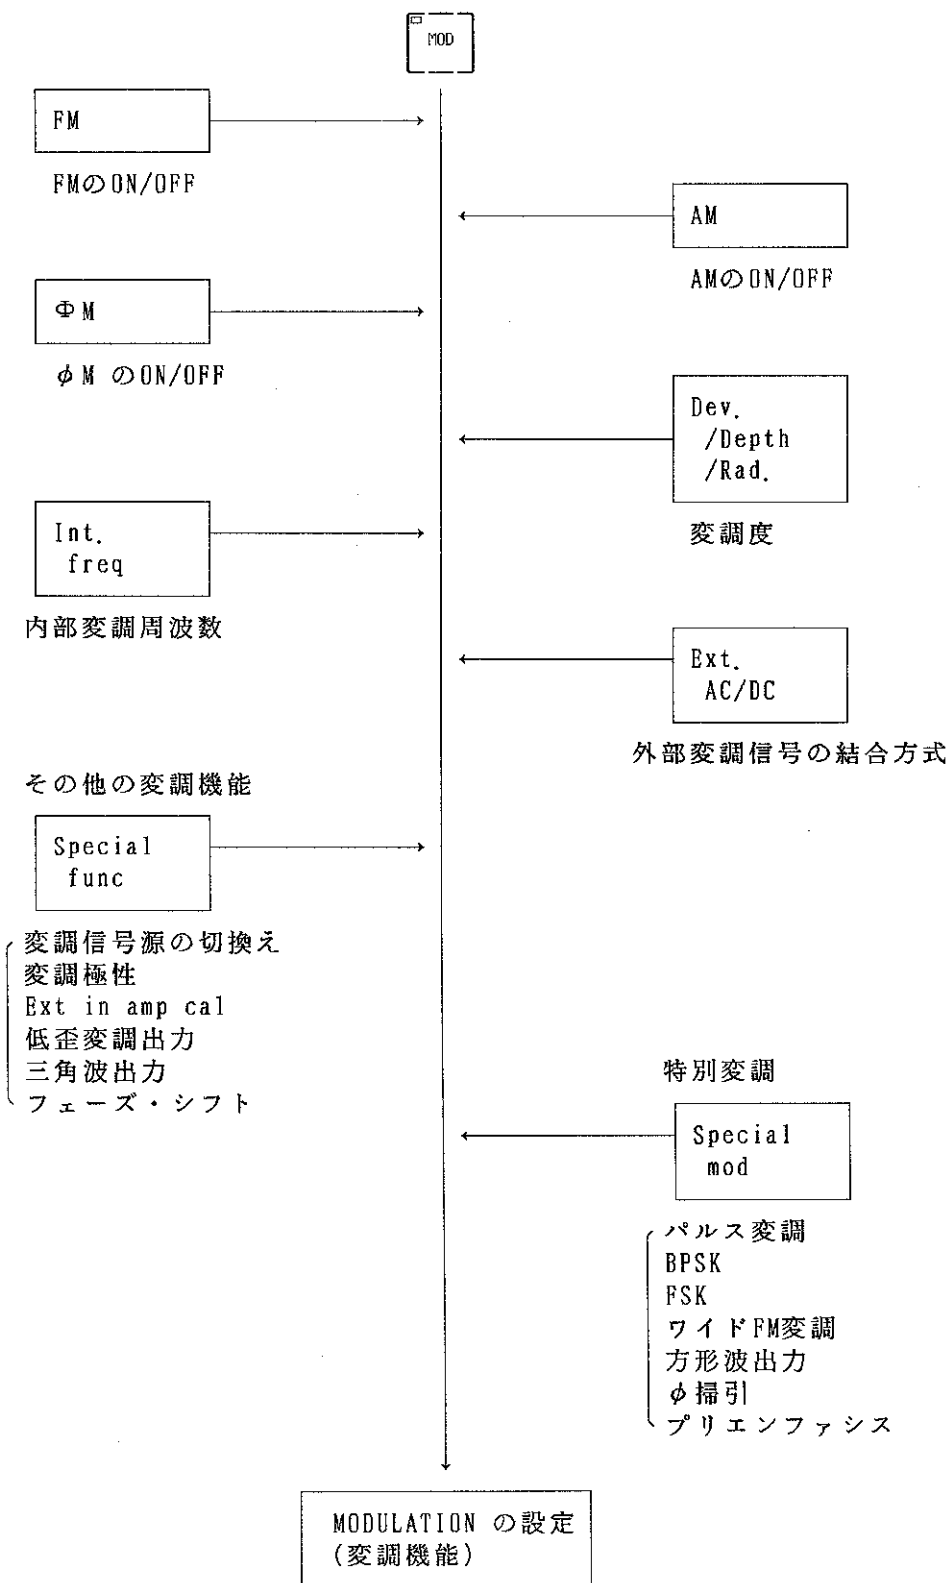 MOD
FM
FMのON/OFF
AM
AMのON/OFF
ΦM
φM のON/OFF
Dev.
/Depth
/Rad.
変調度
Int.
freq
内部変調周波数
Ext.
AC/DC
外部変調信号の結合方式
その他の変調機能
Special
func
変調信号源の切換え
変調極性
Ext in amp cal
低歪変調出力
三角波出力
フェーズ・シフト
特別変調
Special
mod
パルス変調
BPSK
FSK
ワイドFM変調
方形波出力
φ掃引
プリエンファシス
MODULATION の設定
(変調機能)